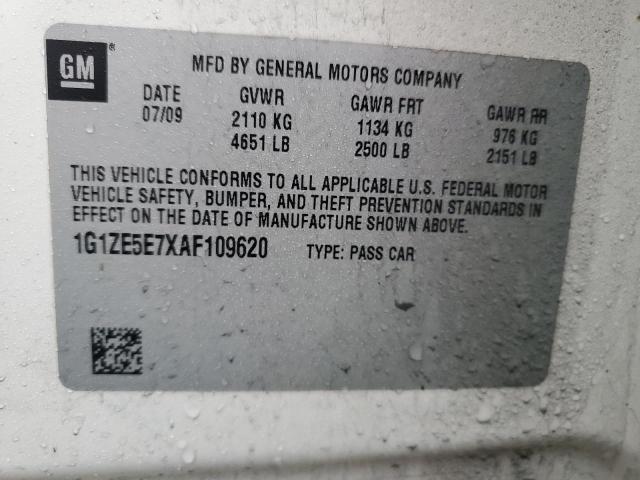 GM ®
MFD BY GENERAL MOTORS COMPANY
DATE GVWR GAWR FRT GAWR RR
07/09 2110 KG 1134 KG 976 KG
4651 LB 2500 LB 2151 LB
THIS VEHICLE CONFORMS TO ALL APPLICABLE U.S. FEDERAL MOTOR
VEHICLE SAFETY, BUMPER, AND THEFT PREVENTION STANDARDS IN
EFFECT ON THE DATE OF MANUFACTURE SHOWN ABOVE.
1G1ZE5E7XAF109620 TYPE: PASS CAR